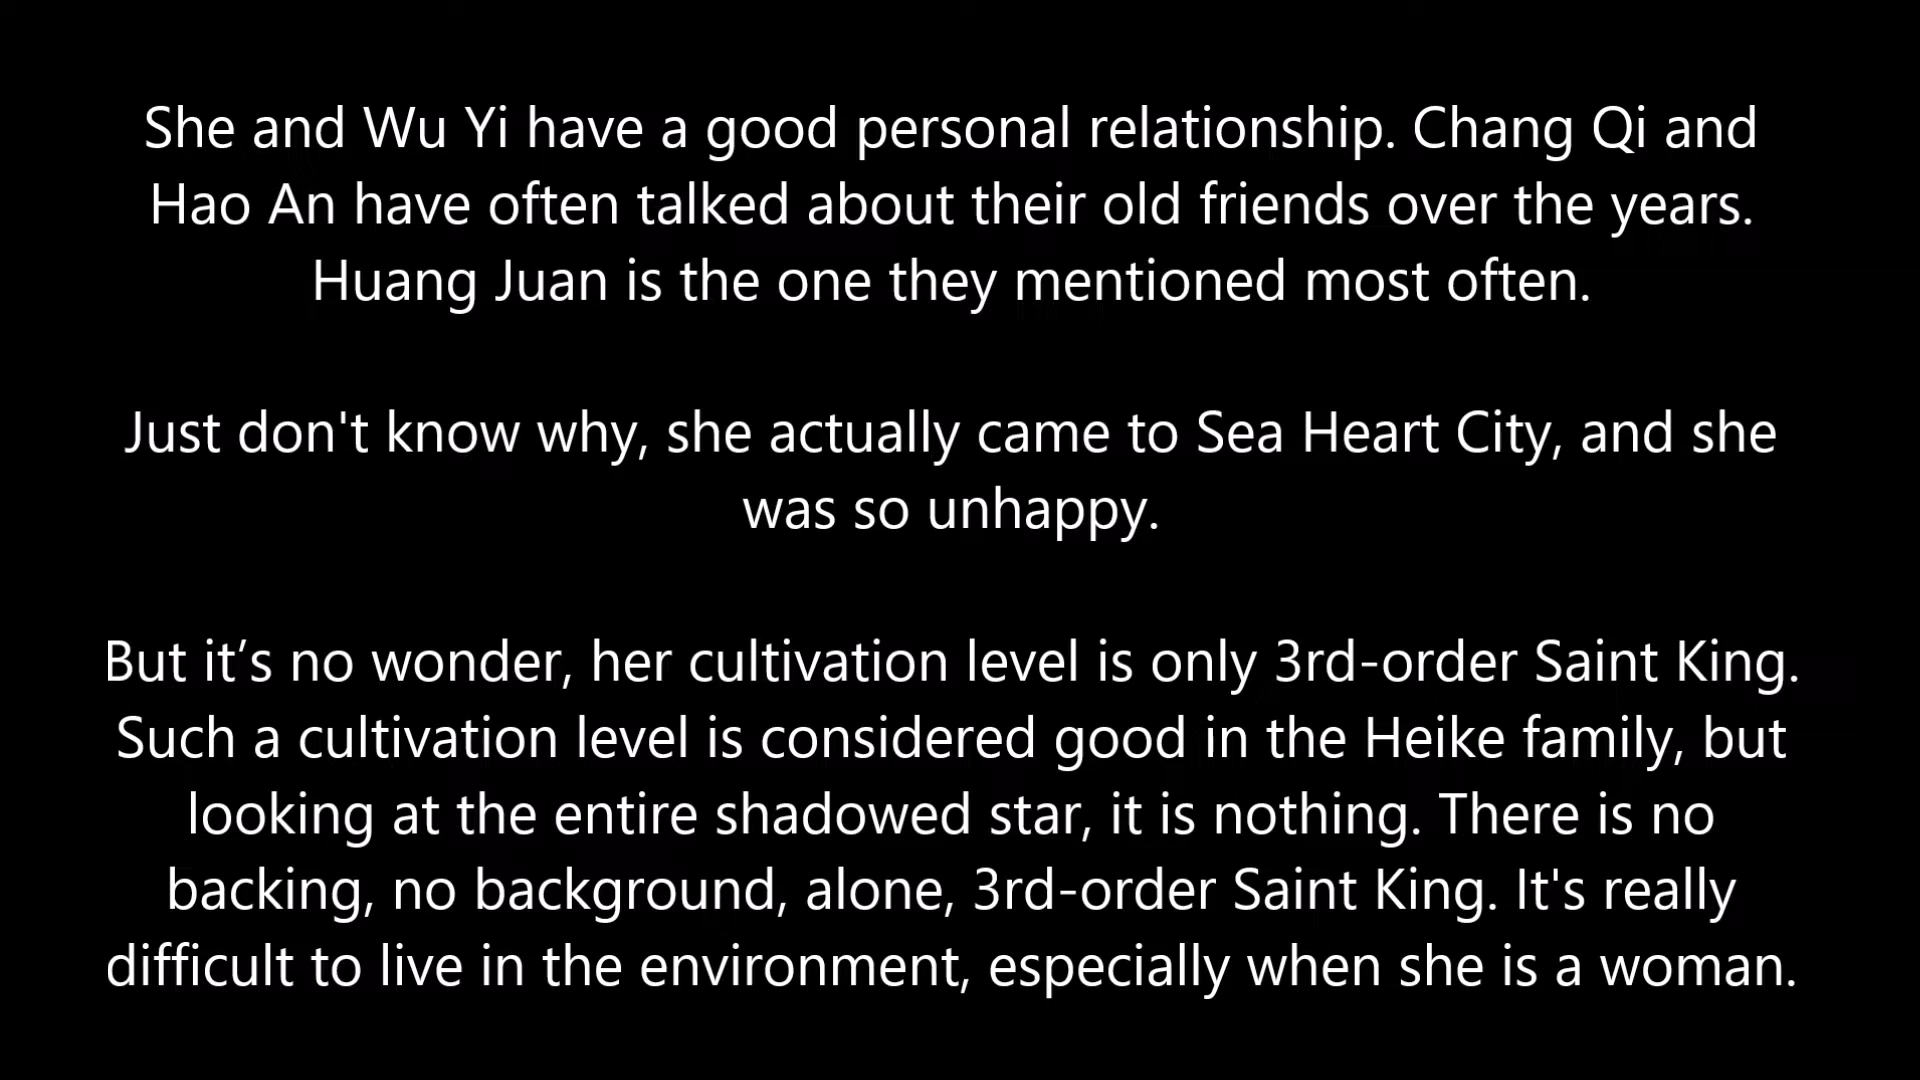 She and Wu Yi have a good personal relationship. Chang Qi and
Hao An have often talked about their old friends over the years.
Huang Juan is the one they mentioned most often.
Just don't know why, she actually came to Sea Heart City, and she
was so unhappy.
But it’s no wonder, her cultivation level is only 3rd-order Saint King.
Such a cultivation level is considered good in the Heike family, but
looking at the entire shadowed star, it is nothing. There is no
backing, no background, alone, 3rd-order Saint King. It's really
difficult to live in the environment, especially when she is a woman.